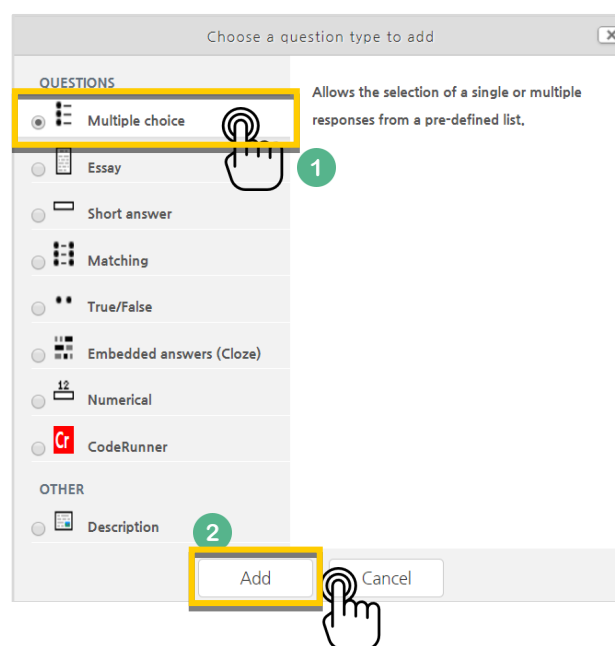 Choose a question type to add
QUESTIONS
Allows the selection of a single or multiple
responses from a pre-defined list.
Multiple choice
1
Essay
Short answer
Matching
True/False
Embedded answers (Cloze)
12
Numerical
Cr
CodeRunner
OTHER
Description
2
Add
Cancel